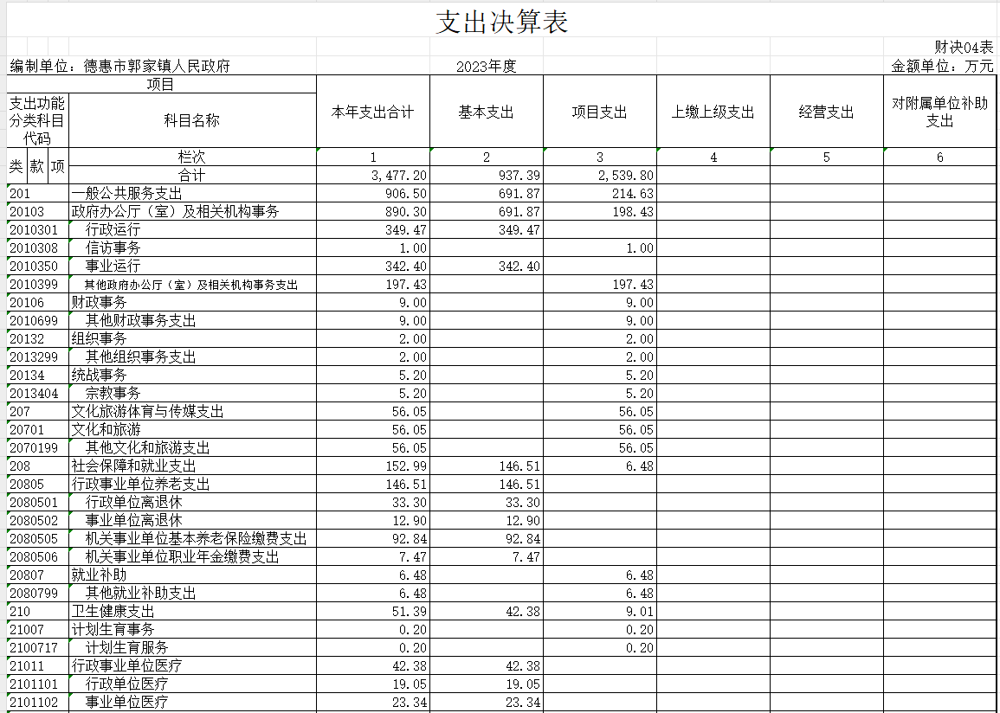 支出决算表
财决04表
编制单位：德惠市郭家镇人民政府 2023年度 金额单位：万元
项目 本年支出合计 基本支出 项目支出 上缴上级支出 经营支出 对附属单位补助支出
支出功能分类科目代码 科目名称
类 款 项 栏次 1 2 3 4 5 6
合计 3,477.20 937.39 2,539.80
201 一般公共服务支出 906.50 691.87 214.63
20103 政府办公厅（室）及相关机构事务 890.30 691.87 198.43
2010301 行政运行 349.47 349.47
2010308 信访事务 1.00 1.00
2010350 事业运行 342.40 342.40
2010399 其他政府办公厅（室）及相关机构事务支出 197.43 197.43
20106 财政事务 9.00 9.00
2010699 其他财政事务支出 9.00 9.00
20132 组织事务 2.00 2.00
2013299 其他组织事务支出 2.00 2.00
20134 统战事务 5.20 5.20
2013404 宗教事务 5.20 5.20
207 文化旅游体育与传媒支出 56.05 56.05
20701 文化和旅游 56.05 56.05
2070199 其他文化和旅游支出 56.05 56.05
208 社会保障和就业支出 152.99 146.51 6.48
20805 行政事业单位养老支出 146.51 146.51
2080501 行政单位离退休 33.30 33.30
2080502 事业单位离退休 12.90 12.90
2080505 机关事业单位基本养老保险缴费支出 92.84 92.84
2080506 机关事业单位职业年金缴费支出 7.47 7.47
20807 就业补助 6.48 6.48
2080799 其他就业补助支出 6.48 6.48
210 卫生健康支出 51.39 42.38 9.01
21007 计划生育事务 0.20 0.20
2100717 计划生育服务 0.20 0.20
21011 行政事业单位医疗 42.38 42.38
2101101 行政单位医疗 19.05 19.05
2101102 事业单位医疗 23.34 23.34